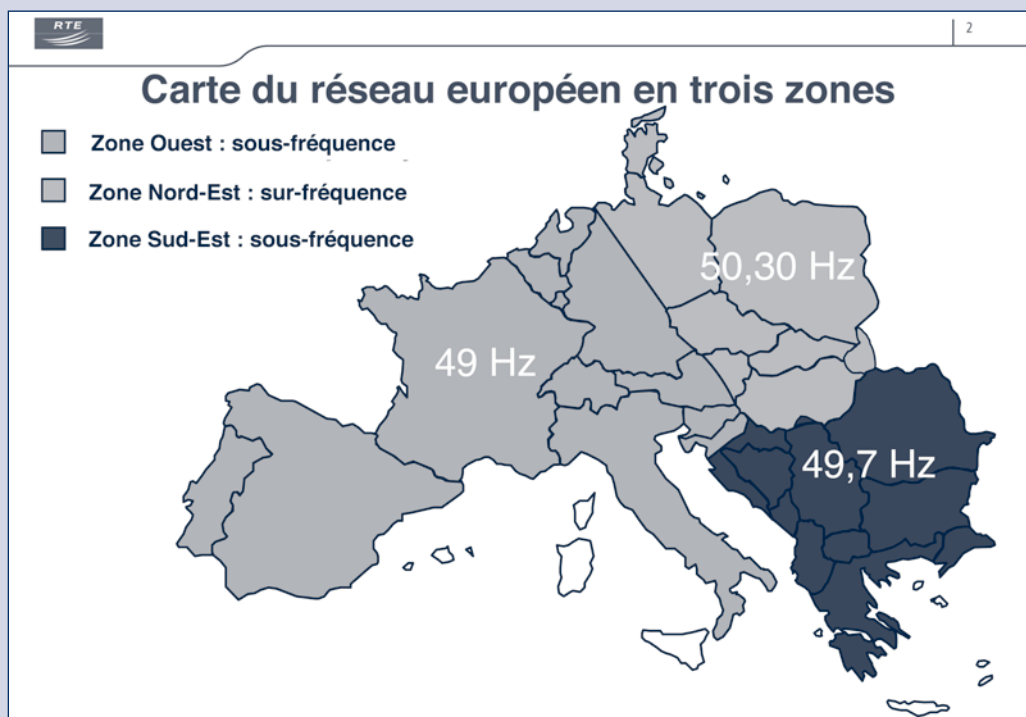 RTE
2
Carte du réseau européen en trois zones
Zone Ouest : sous-fréquence
Zone Nord-Est : sur-fréquence
Zone Sud-Est : sous-fréquence
50,30 Hz
49 Hz
49,7 Hz